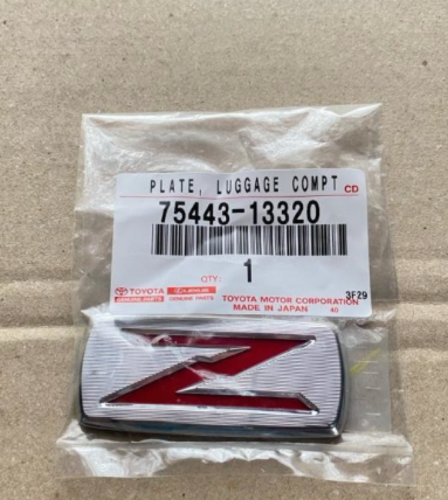 PLATE, LUGGAGE COMPT CD
75443-13320
QTY: 1
TOYOTA LEXUS
GENUINE PARTS GENUINE PARTS
TOYOTA MOTOR CORPORATION 3F29
MADE IN JAPAN 40
Z